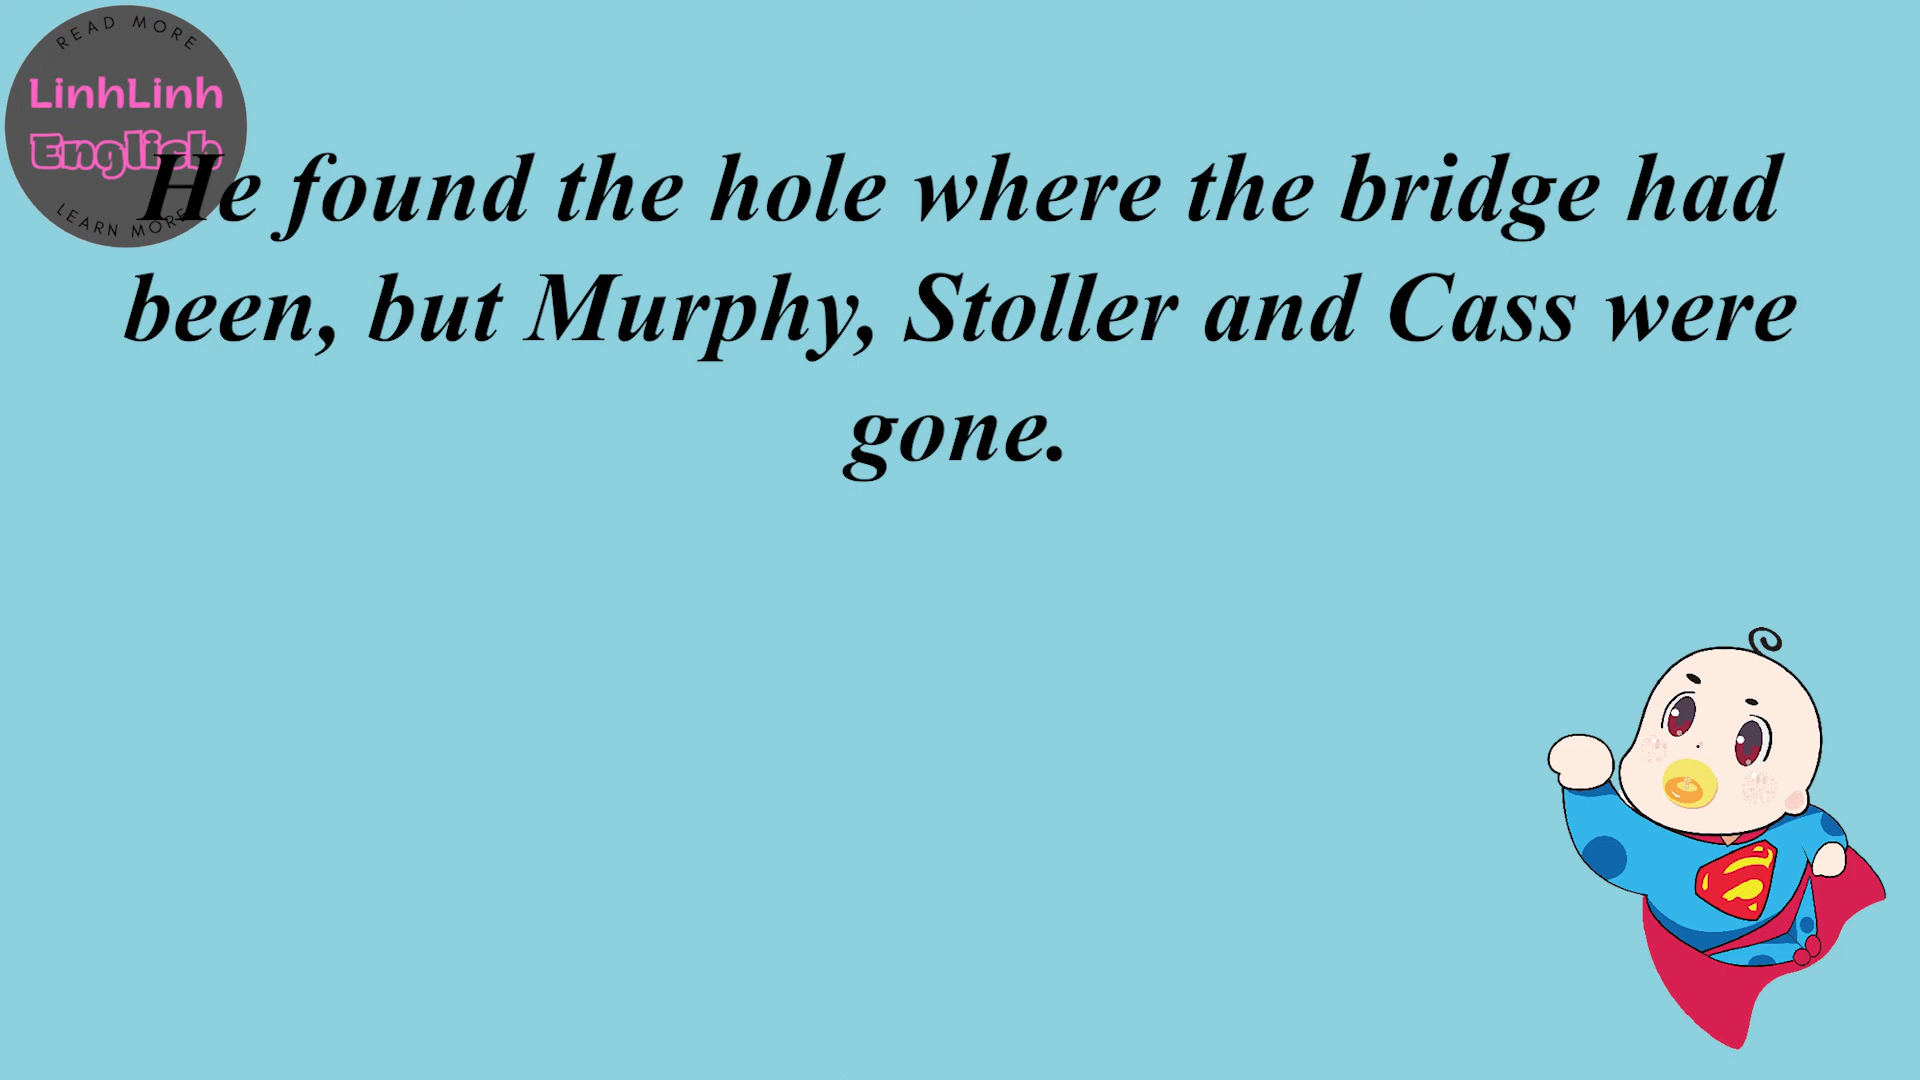 READ MORE
LinhLinh
English
LEARN MORE
He found the hole where the bridge had
been, but Murphy, Stoller and Cass were
gone.